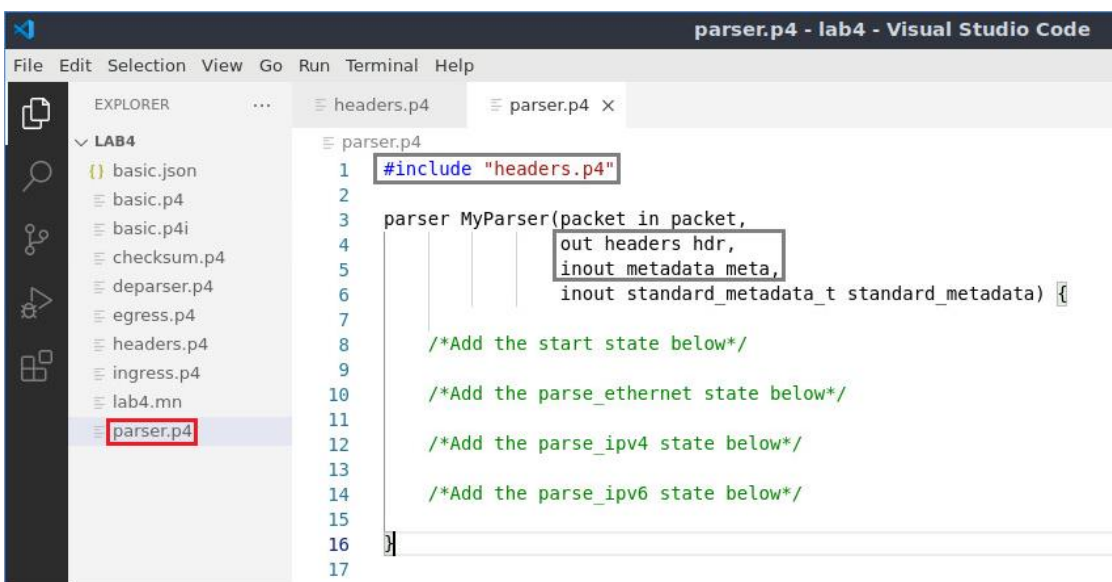 parser.p4 - lab4 - Visual Studio Code
File Edit Selection View Go Run Terminal Help
EXPLORER ...
headers.p4
parser.p4 ×
LAB4
{} basic.json
basic.p4
basic.p4i
checksum.p4
deparser.p4
egress.p4
headers.p4
ingress.p4
lab4.mn
parser.p4
parser.p4
1 #include "headers.p4"
2
3 parser MyParser(packet_in packet,
4 out headers hdr,
5 inout metadata meta,
6 inout standard_metadata_t standard_metadata) {
7
8 /*Add the start state below*/
9
10 /*Add the parse_ethernet state below*/
11
12 /*Add the parse_ipv4 state below*/
13
14 /*Add the parse_ipv6 state below*/
15
16 }
17